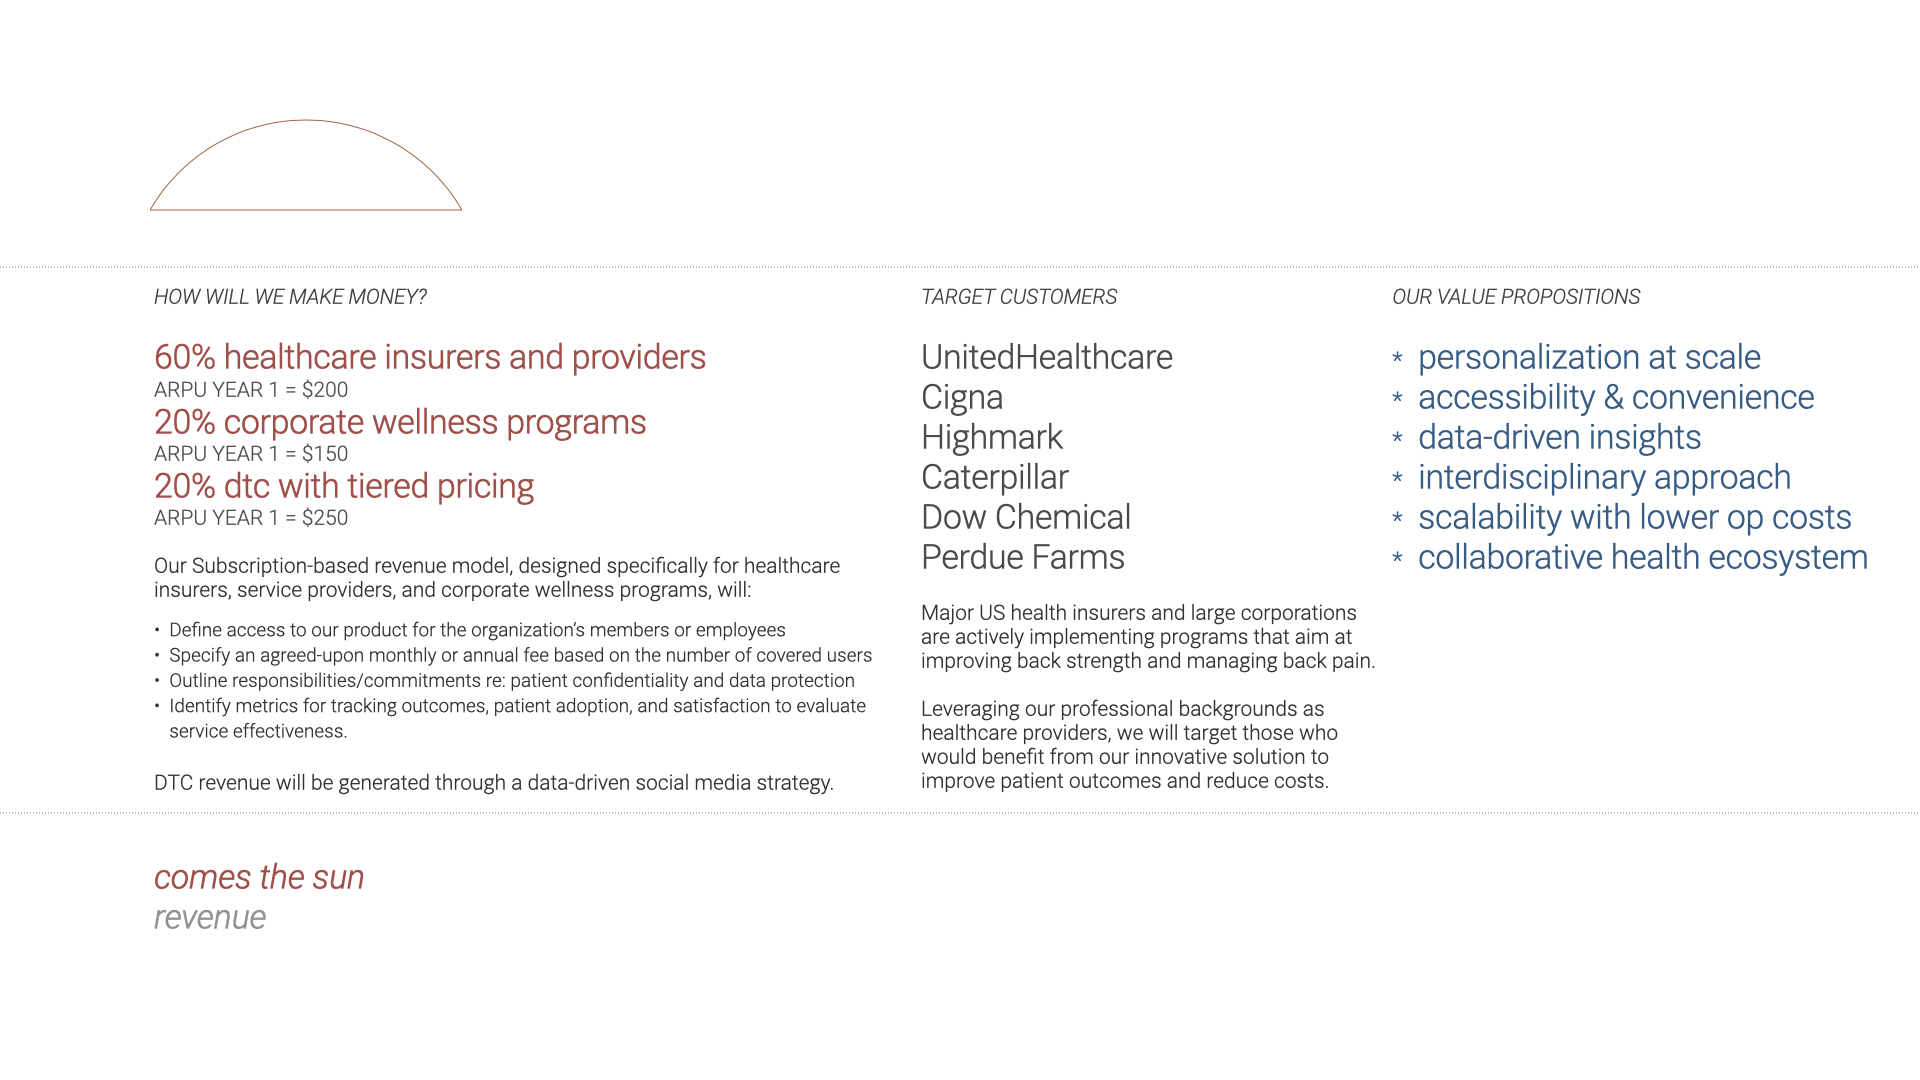 HOW WILL WE MAKE MONEY?
60% healthcare insurers and providers
ARPU YEAR 1 = $200
20% corporate wellness programs
ARPU YEAR 1 = $150
20% dtc with tiered pricing
ARPU YEAR 1 = $250
Our Subscription-based revenue model, designed specifically for healthcare
insurers, service providers, and corporate wellness programs, will:
• Define access to our product for the organization’s members or employees
• Specify an agreed-upon monthly or annual fee based on the number of covered users
• Outline responsibilities/commitments re: patient confidentiality and data protection
• Identify metrics for tracking outcomes, patient adoption, and satisfaction to evaluate
service effectiveness.
DTC revenue will be generated through a data-driven social media strategy.
TARGET CUSTOMERS
UnitedHealthcare
Cigna
Highmark
Caterpillar
Dow Chemical
Perdue Farms
Major US health insurers and large corporations
are actively implementing programs that aim at
improving back strength and managing back pain.
Leveraging our professional backgrounds as
healthcare providers, we will target those who
would benefit from our innovative solution to
improve patient outcomes and reduce costs.
OUR VALUE PROPOSITIONS
* personalization at scale
* accessibility & convenience
* data-driven insights
* interdisciplinary approach
* scalability with lower op costs
* collaborative health ecosystem
comes the sun
revenue